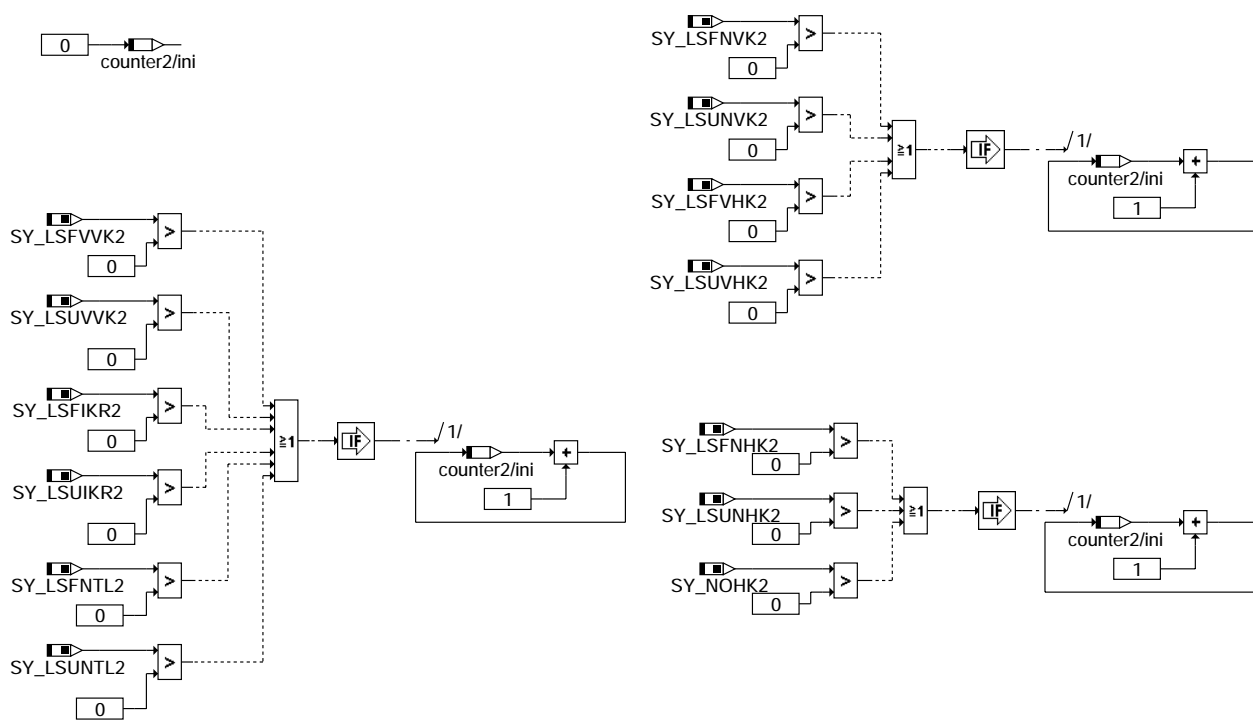 0
counter2/ini
SY_LSFVVK2
>
0
SY_LSUVVK2
>
0
SY_LSFIKR2
>
0
SY_LSUIKR2
>
0
SY_LSFNTL2
>
0
SY_LSUNTL2
>
0
≧1
IF
/1/
counter2/ini
+
1
SY_LSFNVK2
>
0
SY_LSUNVK2
>
0
SY_LSFVHK2
>
0
SY_LSUVHK2
>
0
≧1
IF
/1/
counter2/ini
+
1
SY_LSFNHK2
>
0
SY_LSUNHK2
>
0
SY_NOHK2
>
0
≧1
IF
/1/
counter2/ini
+
1